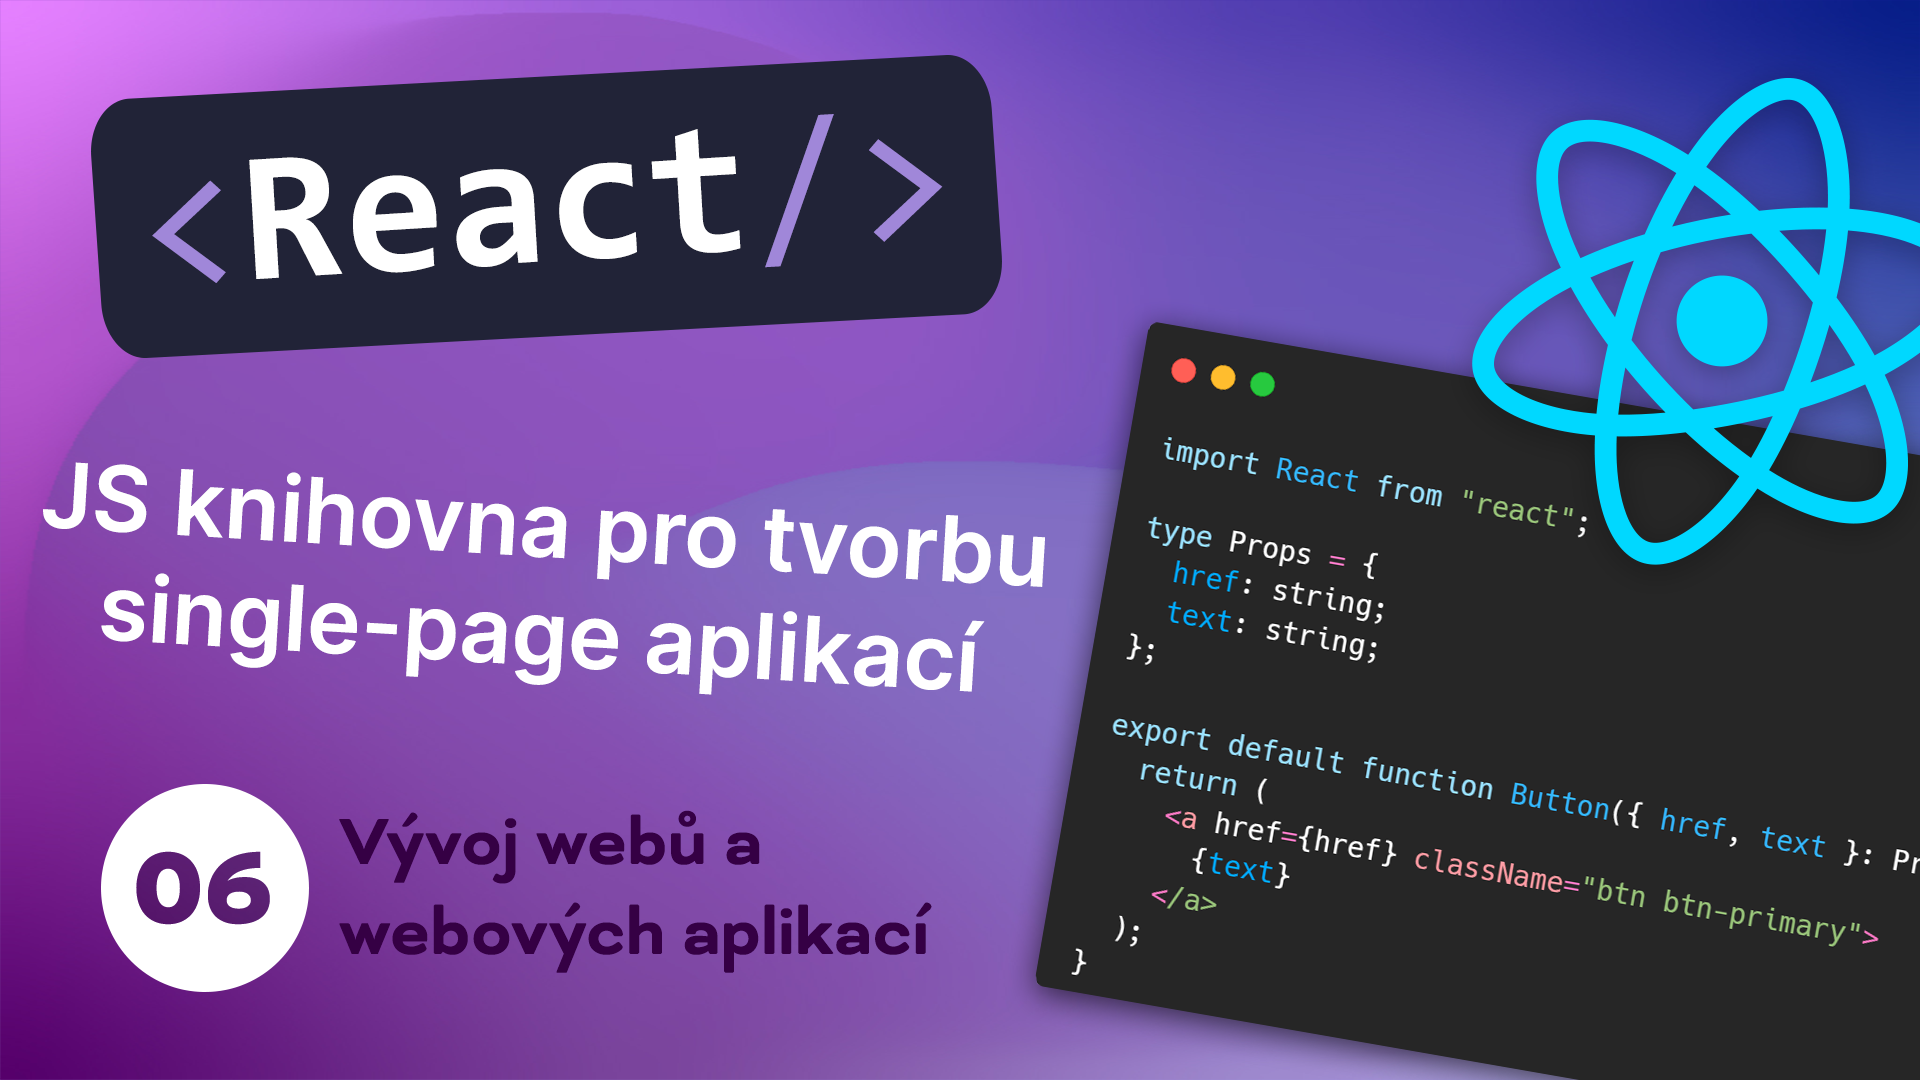 <React/>
JS knihovna pro tvorbu
single-page aplikací
06
Vývoj webů a
webových aplikací
import React from "react";
type Props = {
href: string;
text: string;
};
export default function Button({ href, text }: Pr
return (
<a href={href} className="btn btn-primary">
{text}
</a>
);
}